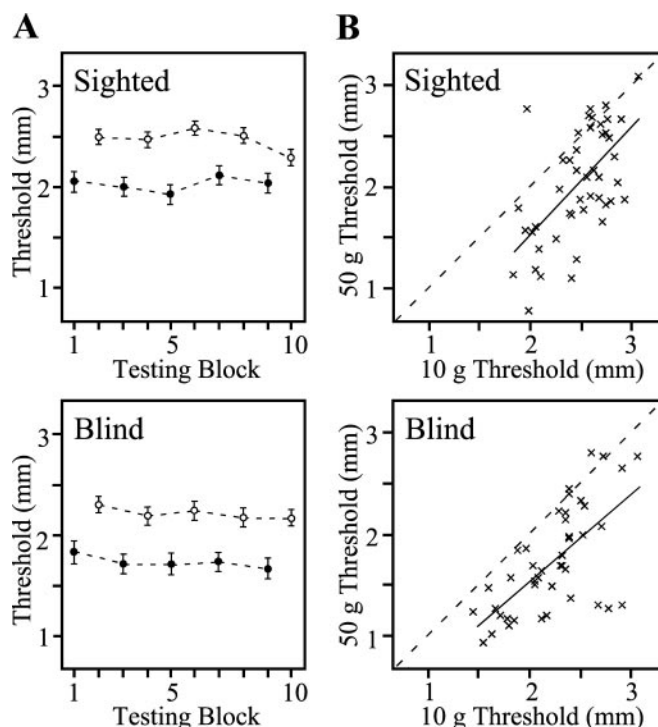 A
B
Sighted
Threshold (mm)
3
2
1
1
5
10
Testing Block
Sighted
50 g Threshold (mm)
3
2
1
1
2
3
10 g Threshold (mm)
Blind
Threshold (mm)
3
2
1
1
5
10
Testing Block
Blind
50 g Threshold (mm)
3
2
1
1
2
3
10 g Threshold (mm)